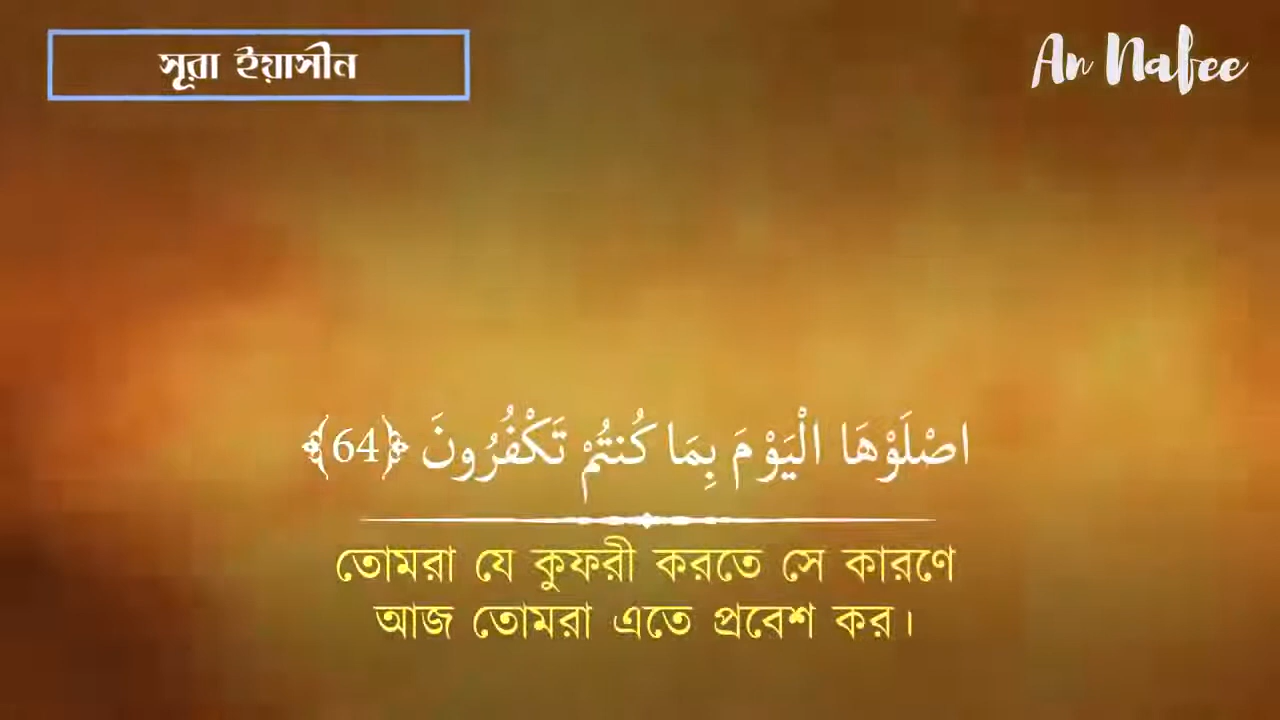 সূরা ইয়াসীন
An Nafee
اصْلَوْهَا الْيَوْمَ بِمَا كُنتُمْ تَكْفُرُونَ ﴿64﴾
তোমরা যে কুফরী করতে সে কারণে
আজ তোমরা এতে প্রবেশ কর।